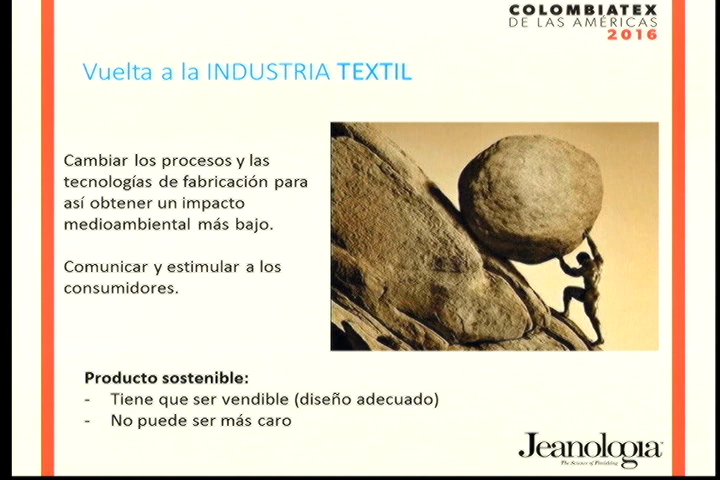 COLOMBIATEX
DE LAS AMÉRICAS
2016
Vuelta a la INDUSTRIA TEXTIL
Cambiar los procesos y las
tecnologías de fabricación para
así obtener un impacto
medioambiental más bajo.
Comunicar y estimular a los
consumidores.
Producto sostenible:
- Tiene que ser vendible (diseño adecuado)
- No puede ser más caro
Jeanologia
The Science of Finishing